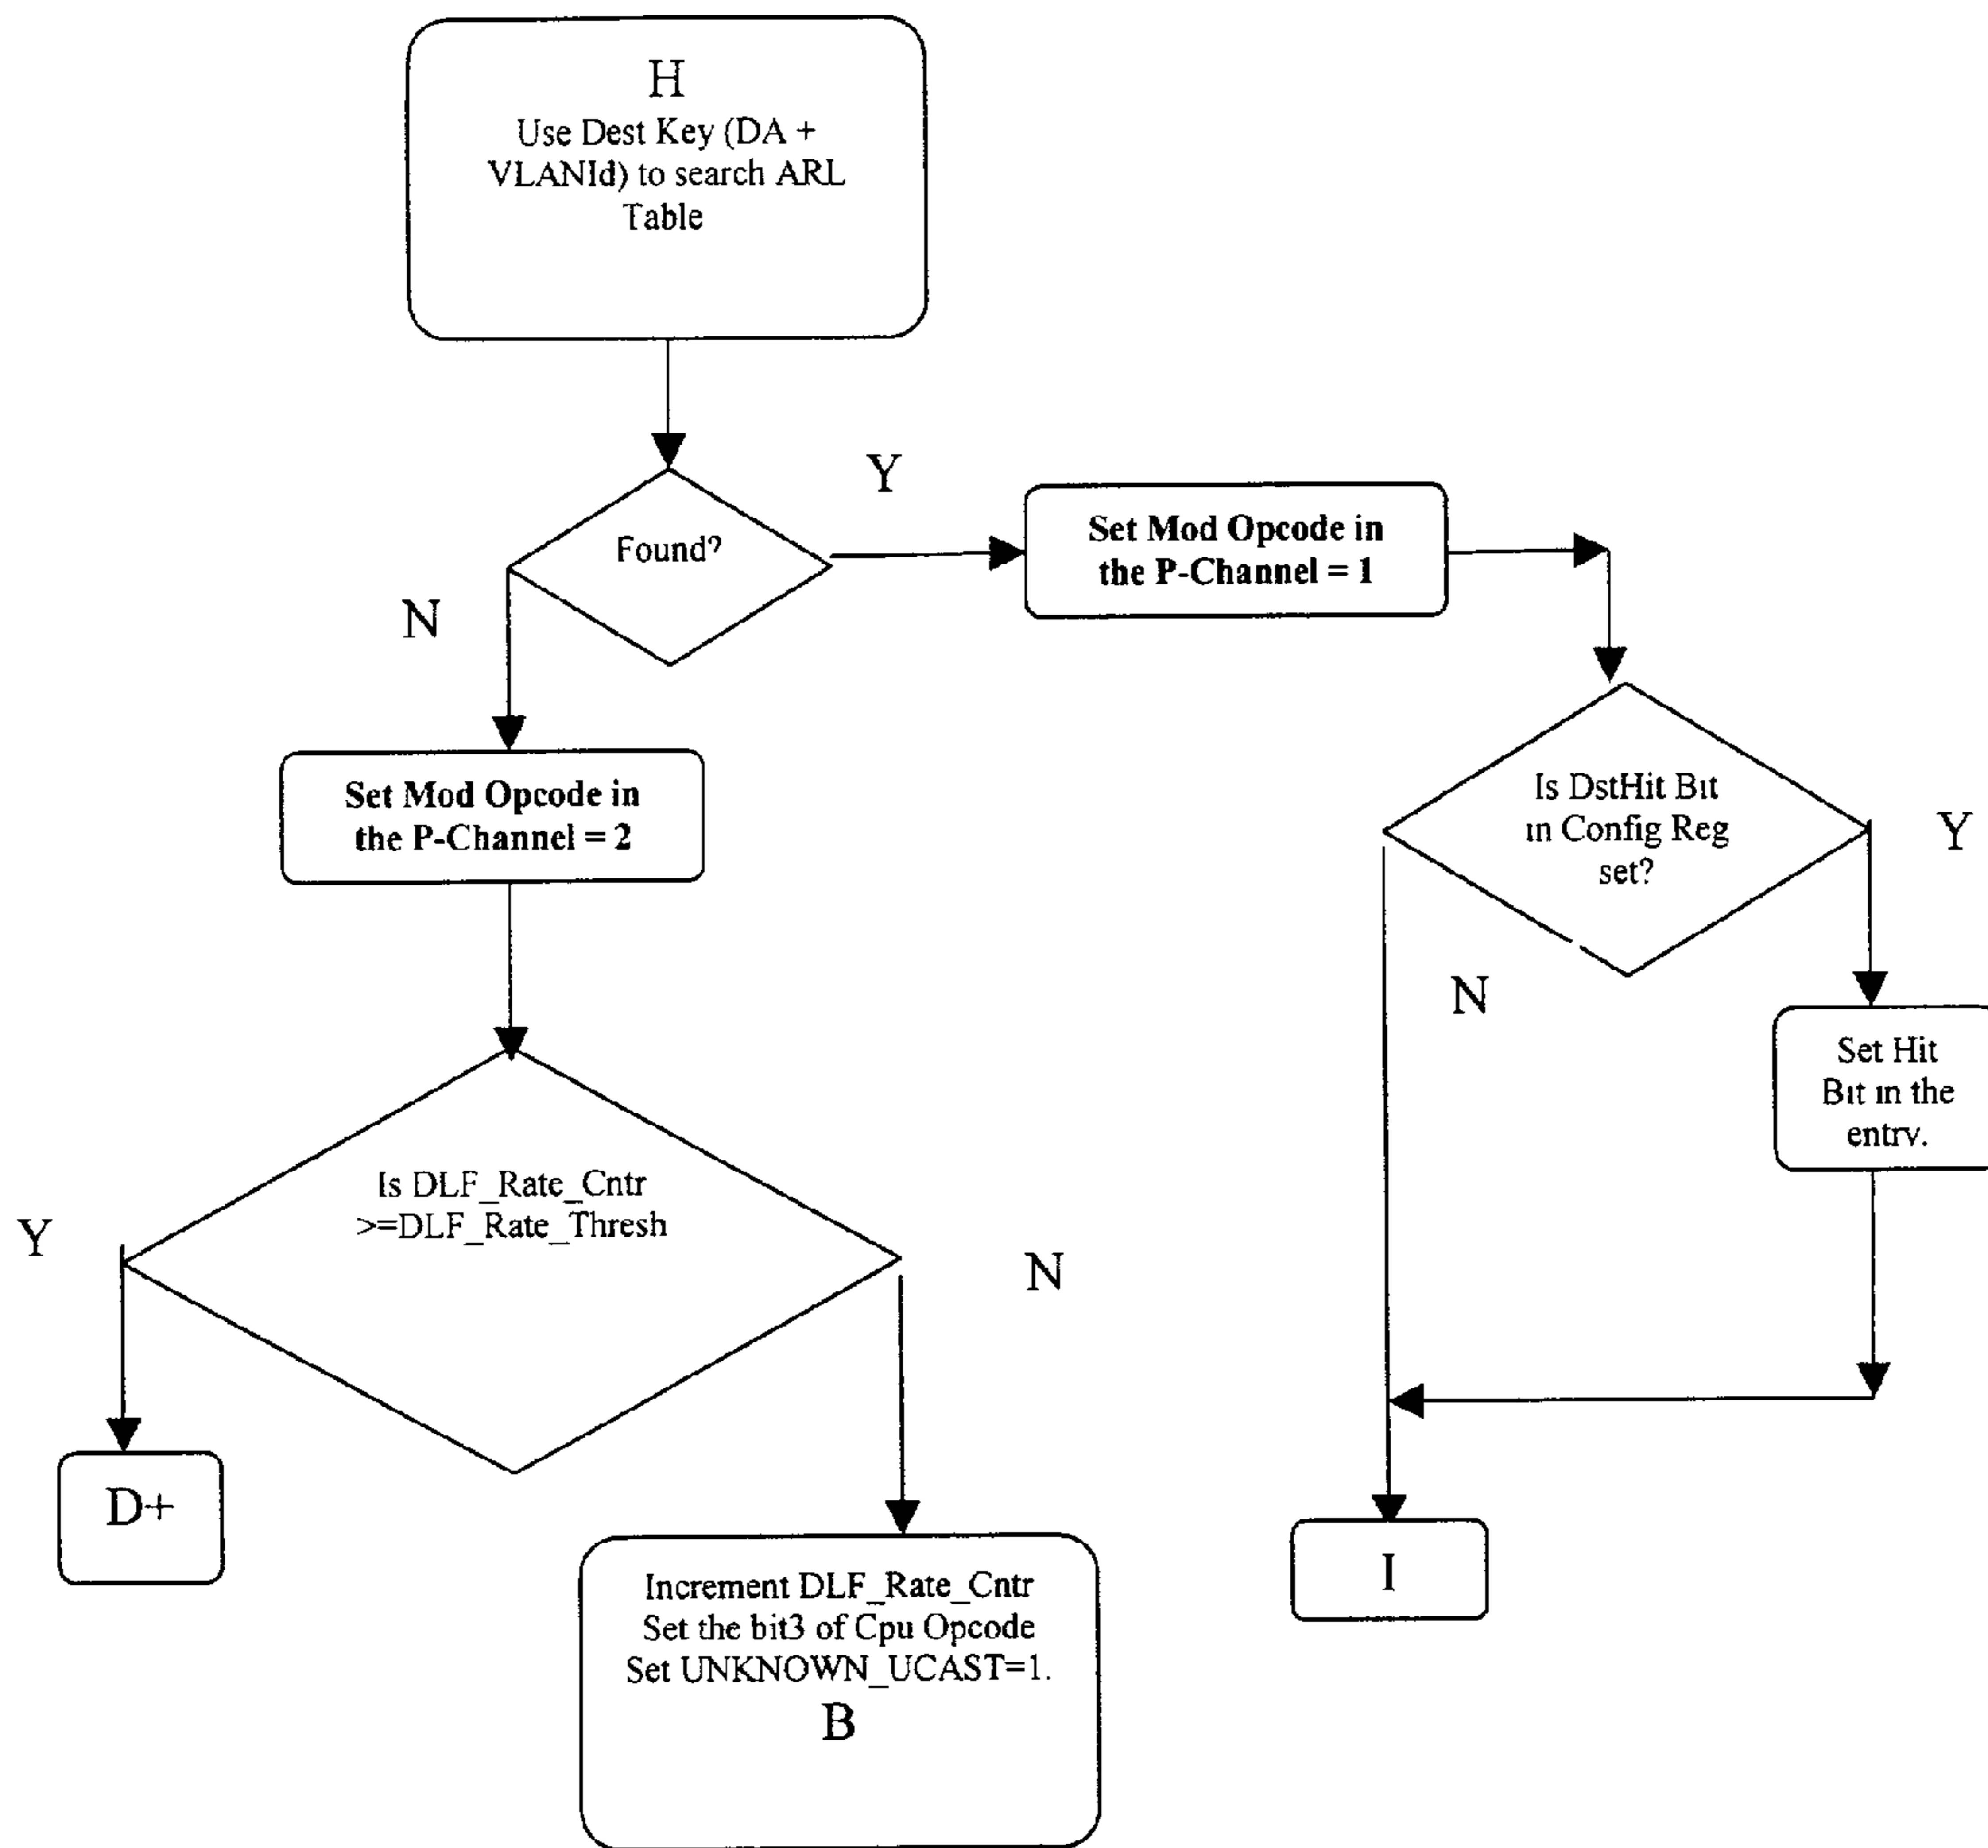 H
Use Dest Key (DA +
VLANId) to search ARL
Table
Found?
Y
N
Set Mod Opcode in
the P-Channel = 1
Set Mod Opcode in
the P-Channel = 2
Is DstHit Bit
in Config Reg
set?
Y
N
Set Hit
Bit in the
entry.
Is DLF_Rate_Cntr
>=DLF_Rate_Thresh
Y
N
D+
Increment DLF_Rate_Cntr
Set the bit3 of Cpu Opcode
Set UNKNOWN_UCAST=1.
B
I